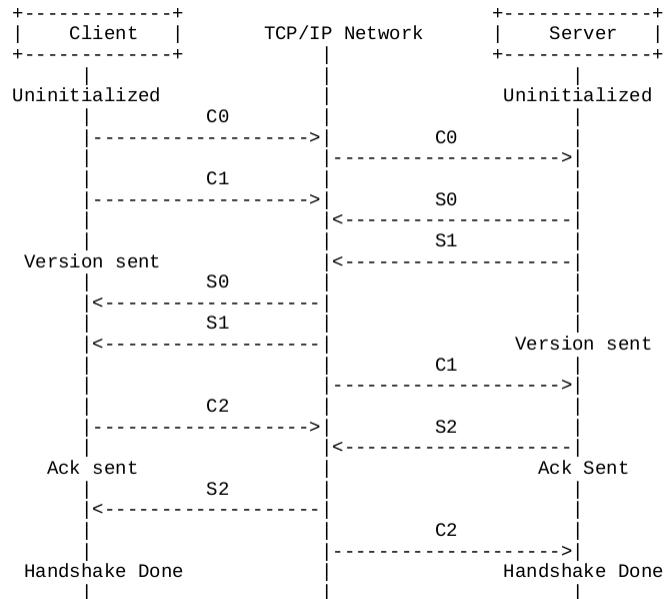 Client TCP/IP Network Server
Uninitialized Uninitialized
C0
C0
C1
S0
S1
Version sent
S0
S1
Version sent
C1
C2
S2
Ack sent Ack Sent
S2
C2
Handshake Done Handshake Done